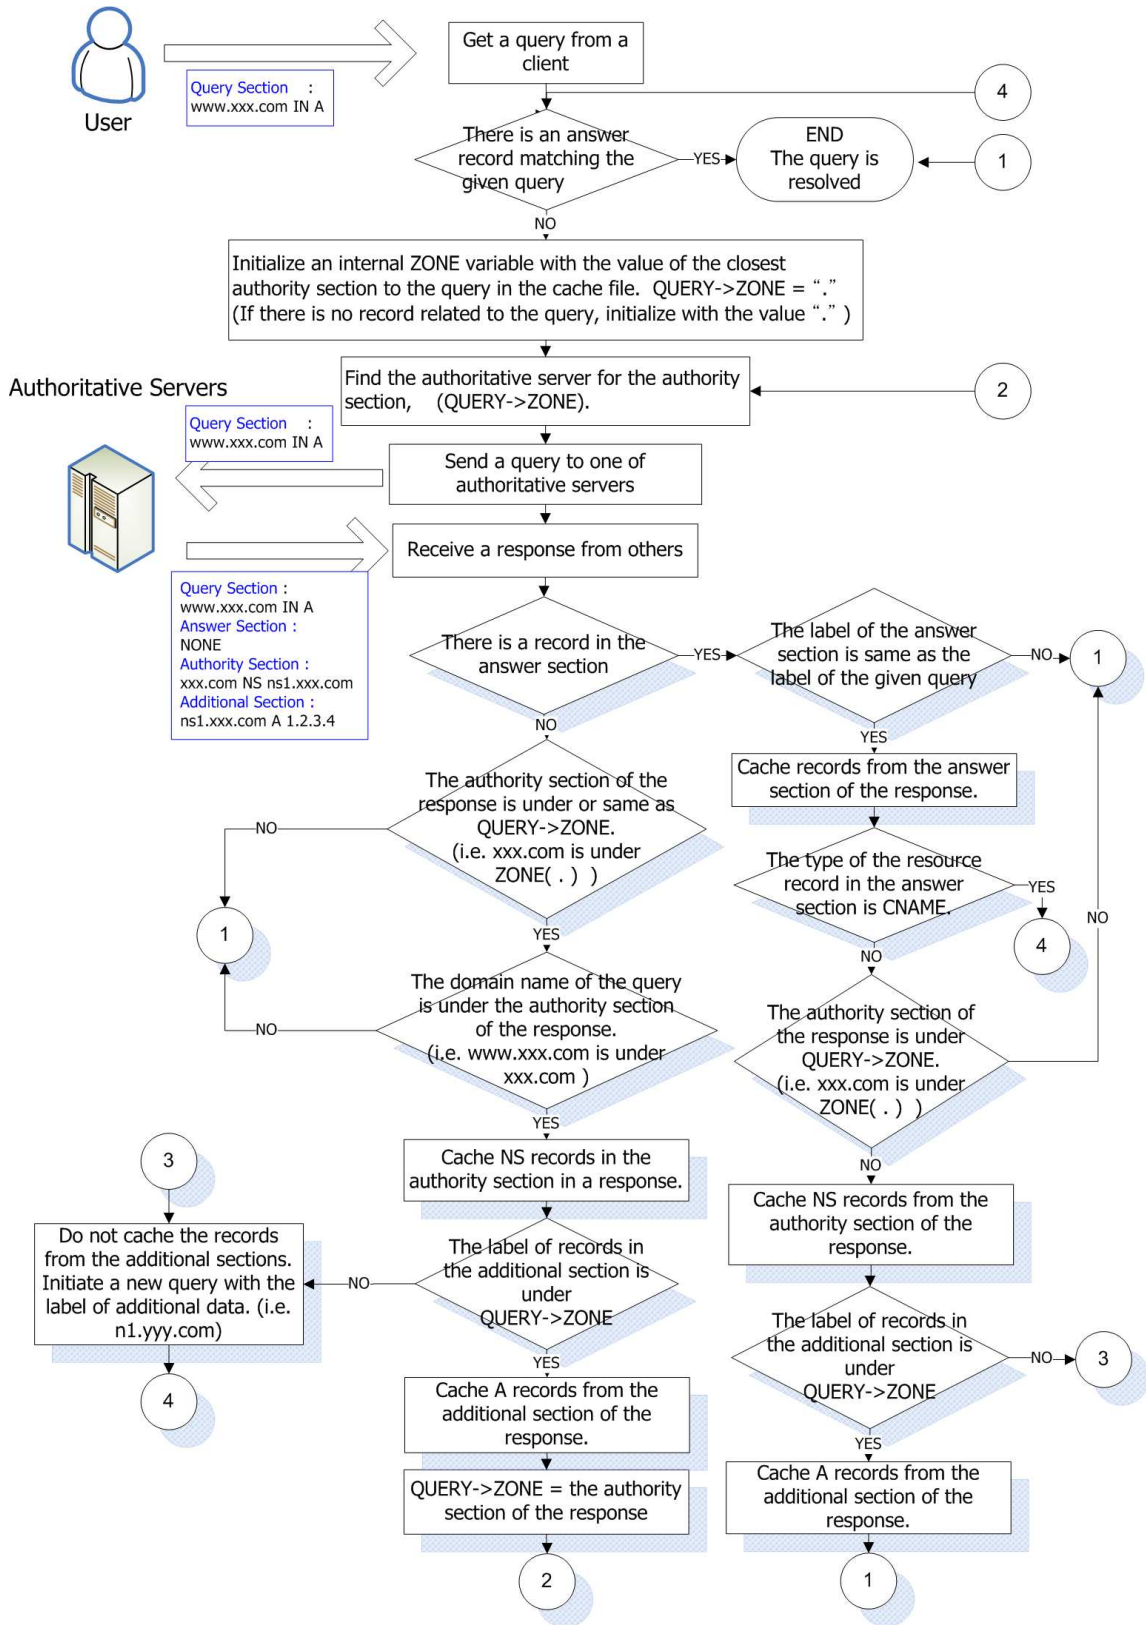 Get a query from a
client
Query Section :
www.xxx.com IN A
User
4
There is an answer
record matching the
given query
YES
END
The query is
resolved
1
NO
Initialize an internal ZONE variable with the value of the closest
authority section to the query in the cache file. QUERY->ZONE = “.”
(If there is no record related to the query, initialize with the value “.” )
Authoritative Servers
Find the authoritative server for the authority
section, (QUERY->ZONE).
2
Query Section :
www.xxx.com IN A
Send a query to one of
authoritative servers
Receive a response from others
Query Section :
www.xxx.com IN A
Answer Section :
NONE
Authority Section :
xxx.com NS ns1.xxx.com
Additional Section :
ns1.xxx.com A 1.2.3.4
There is a record in the
answer section
YES
The label of the answer
section is same as the
label of the given query
NO
1
NO
YES
The authority section of the
response is under or same as
QUERY->ZONE.
(i.e. xxx.com is under
ZONE( . ) )
NO
Cache records from the answer
section of the response.
The type of the resource
record in the answer
section is CNAME.
YES
4
NO
1
YES
NO
The domain name of the query
is under the authority section
of the response.
(i.e. www.xxx.com is under
xxx.com )
NO
The authority section of
the response is under
QUERY->ZONE.
(i.e. xxx.com is under
ZONE( . ) )
YES
NO
3
Cache NS records in the
authority section in a response.
Cache NS records from the
authority section of the
response.
Do not cache the records
from the additional sections.
Initiate a new query with the
label of additional data. (i.e.
n1.yyy.com)
NO
The label of records in
the additional section is
under
QUERY->ZONE
The label of records in
the additional section is
under
QUERY->ZONE
NO
3
4
YES
Cache A records from the
additional section of the
response.
YES
Cache A records from the
additional section of the
response.
QUERY->ZONE = the authority
section of the response
2
1